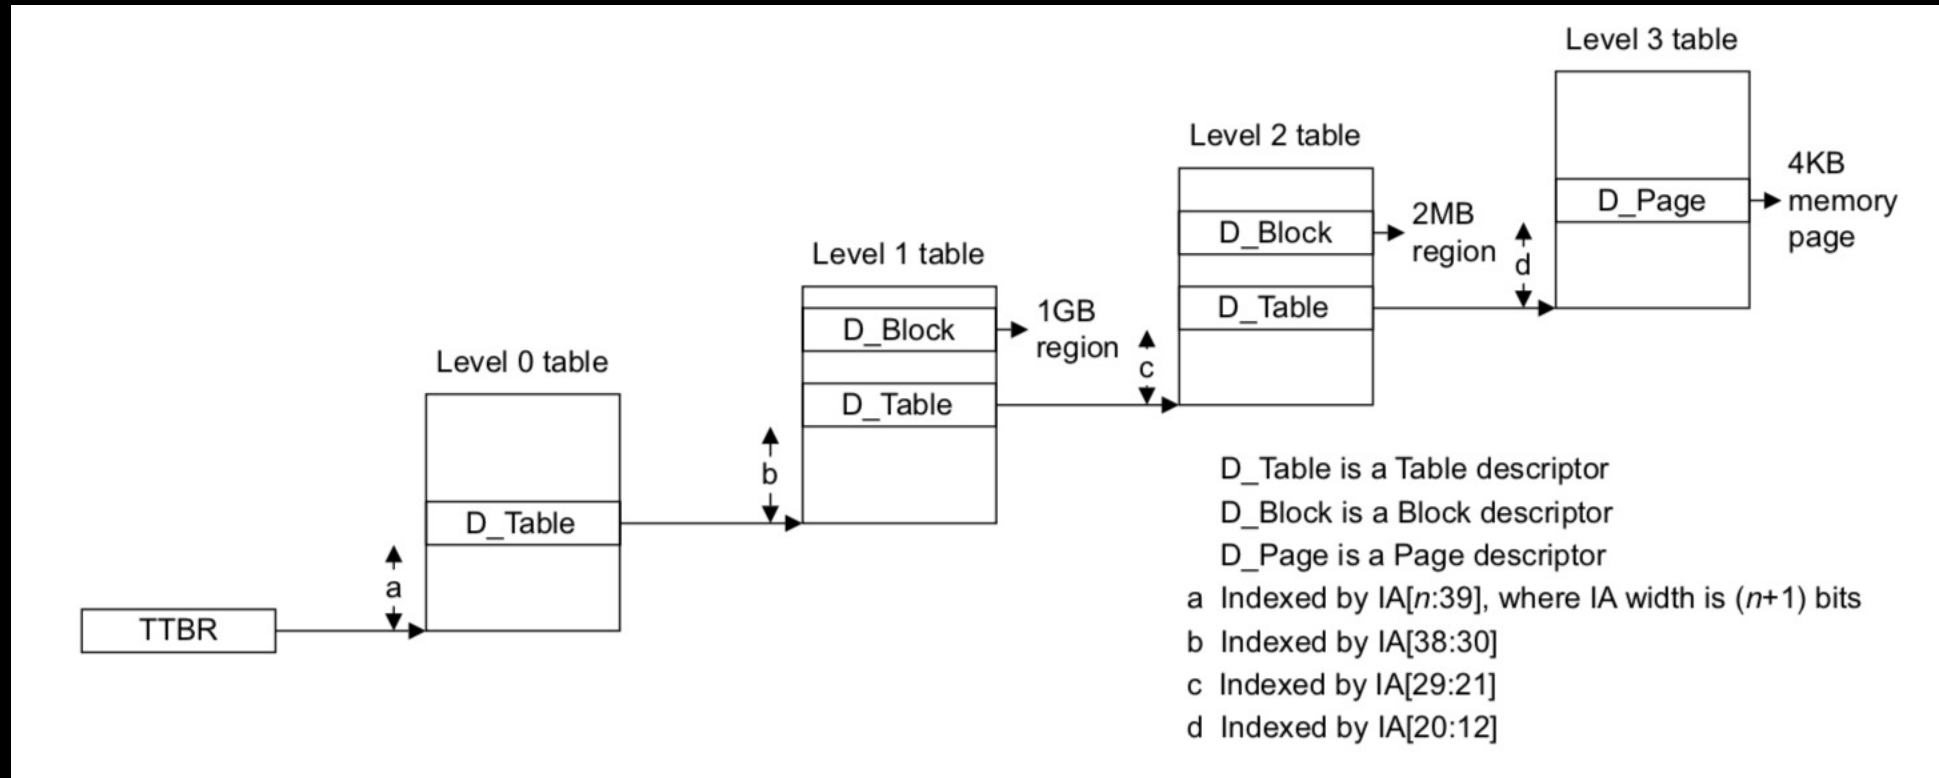 Level 3 table
4KB
memory
page
D_Page
Level 2 table
D_Block
2MB
region
d
D_Table
Level 1 table
D_Block
1GB
region
c
D_Table
Level 0 table
b
D_Table
a
TTBR
D_Table is a Table descriptor
D_Block is a Block descriptor
D_Page is a Page descriptor
a Indexed by IA[n:39], where IA width is (n+1) bits
b Indexed by IA[38:30]
c Indexed by IA[29:21]
d Indexed by IA[20:12]